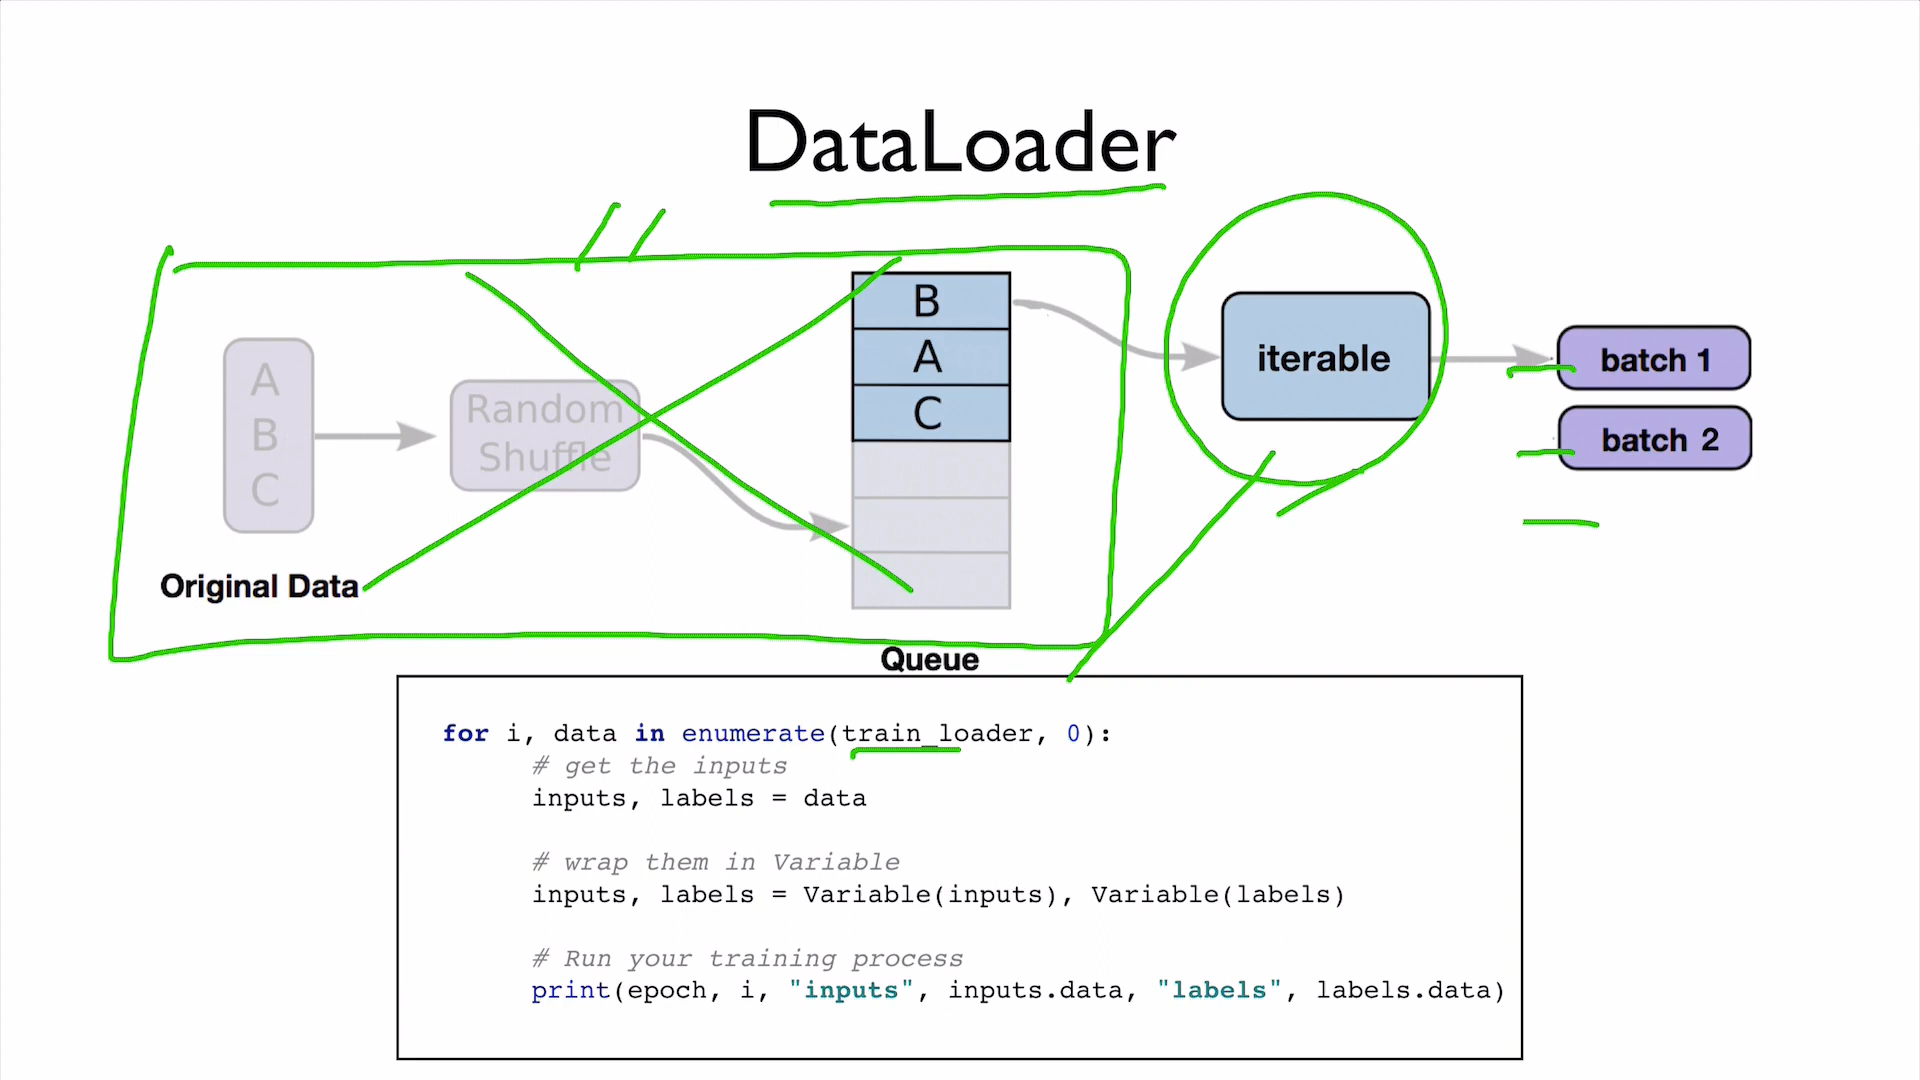 DataLoader
A
B
C
Original Data
Random
Shuffle
B
A
C
Queue
iterable
batch 1
batch 2
for i, data in enumerate(train_loader, 0):
# get the inputs
inputs, labels = data
# wrap them in Variable
inputs, labels = Variable(inputs), Variable(labels)
# Run your training process
print(epoch, i, "inputs", inputs.data, "labels", labels.data)